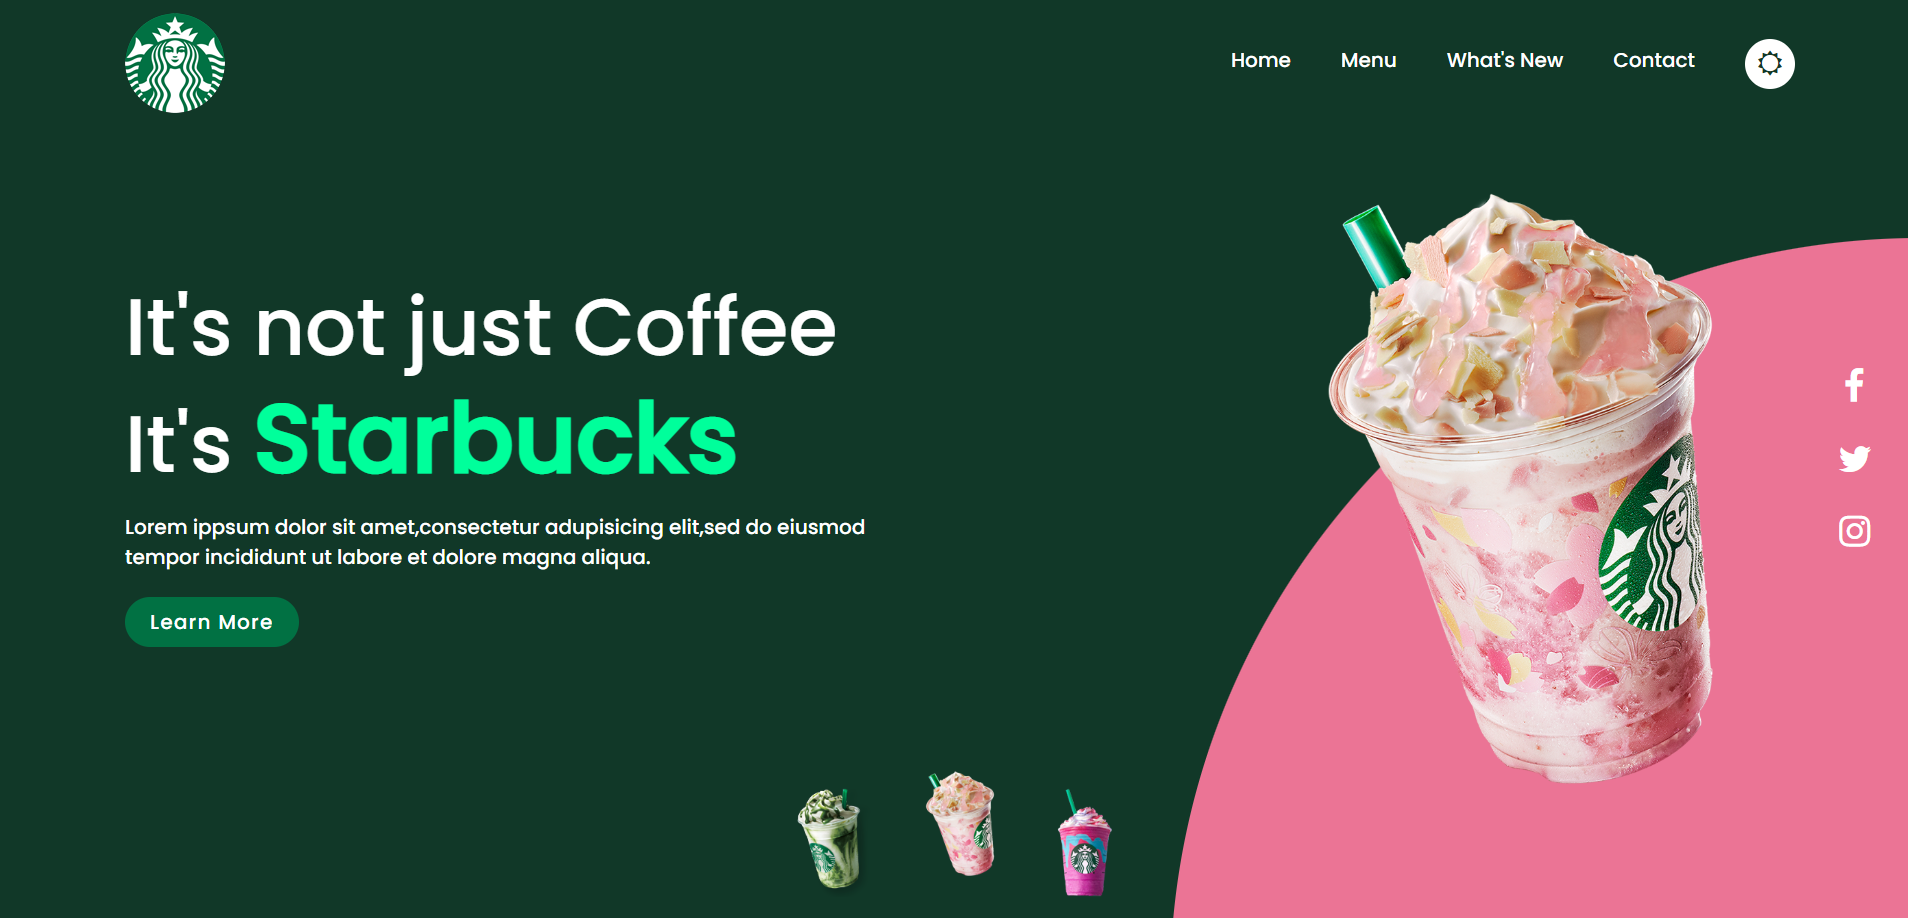 Home Menu What's New Contact
It's not just Coffee
It's Starbucks
Lorem ippsum dolor sit amet,consectetur adupisicing elit,sed do eiusmod
tempor incididunt ut labore et dolore magna aliqua.
Learn More